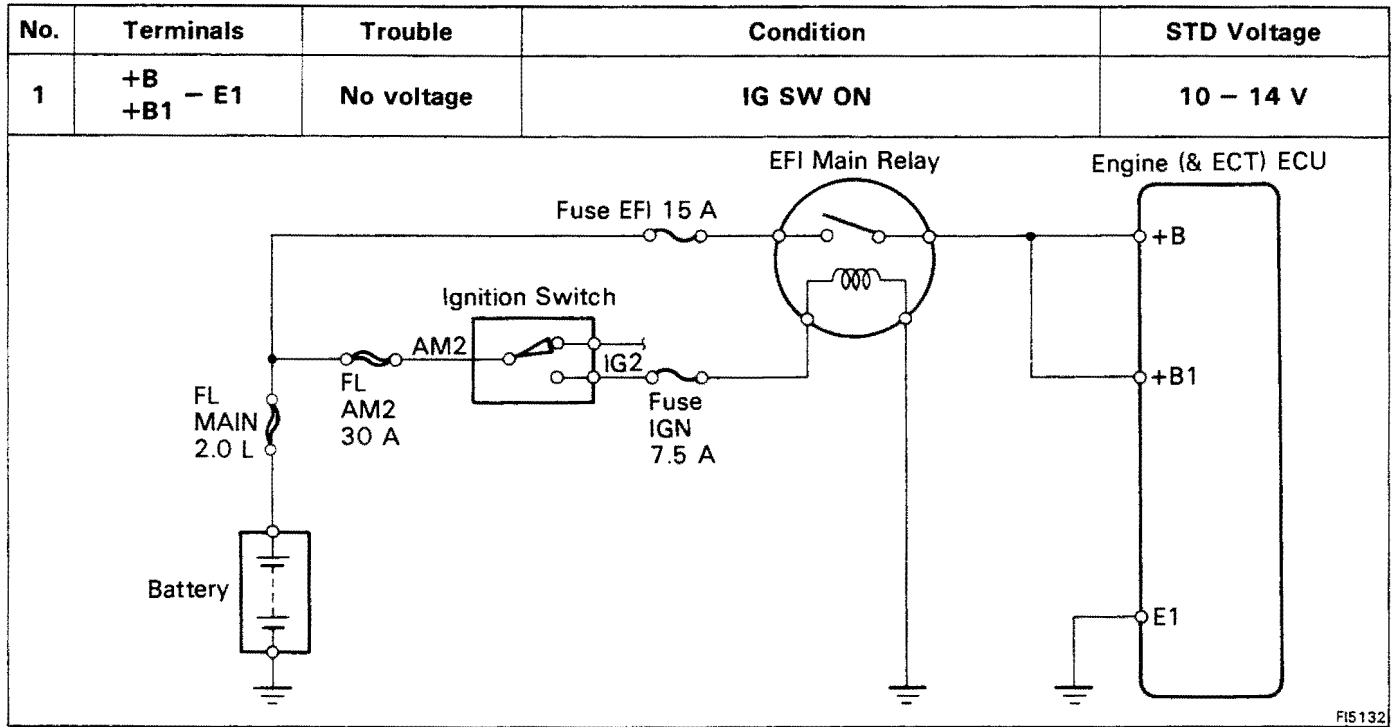 No. Terminals Trouble Condition STD Voltage
1 +B +B1 – E1 No voltage IG SW ON 10 – 14 V
EFI Main Relay
Engine (& ECT) ECU
Fuse EFI 15 A
+B
Ignition Switch
AM2
IG2
+B1
FL
MAIN
2.0 L
FL
AM2
30 A
Fuse
IGN
7.5 A
Battery
E1
FI5132